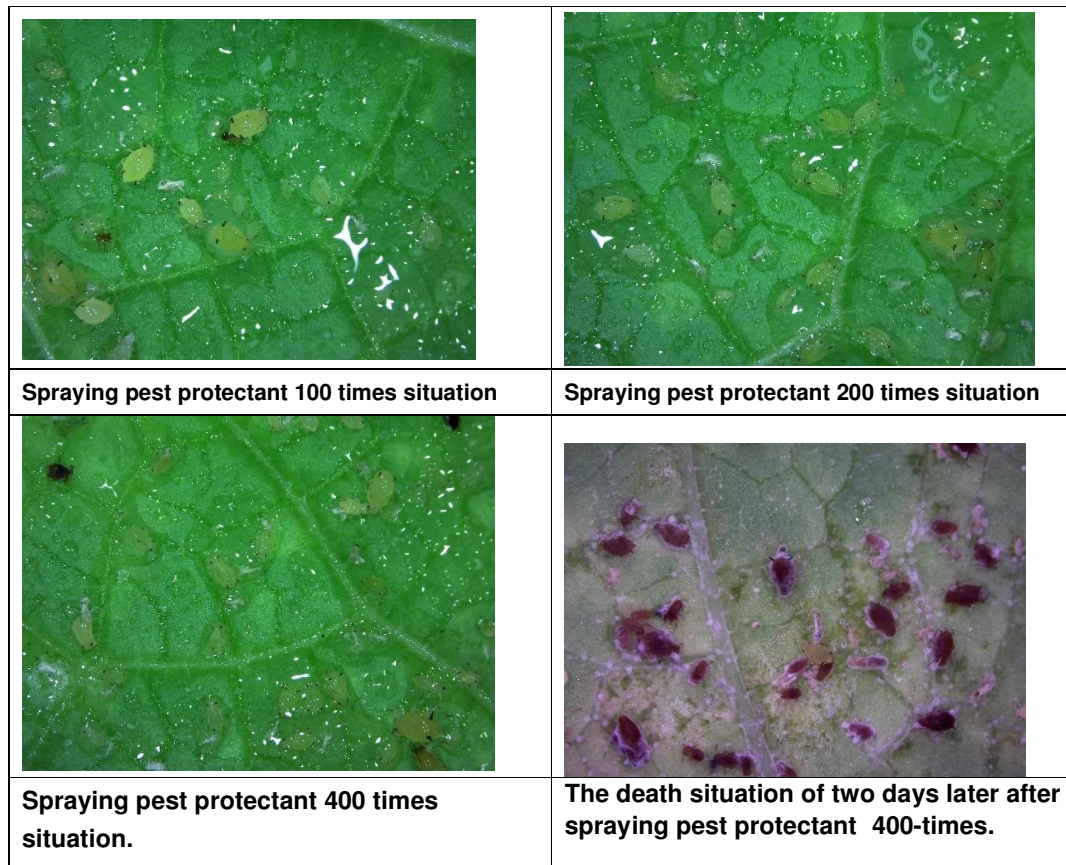 Spraying pest protectant 100 times situation
Spraying pest protectant 200 times situation
Spraying pest protectant 400 times
situation.
The death situation of two days later after
spraying pest protectant 400-times.